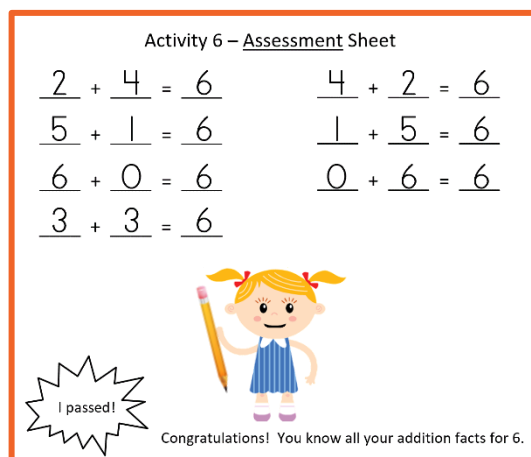 Activity 6 – Assessment Sheet
2 + 4 = 6
4 + 2 = 6
5 + 1 = 6
1 + 5 = 6
6 + 0 = 6
0 + 6 = 6
3 + 3 = 6
I passed!
Congratulations!  You know all your addition facts for 6.